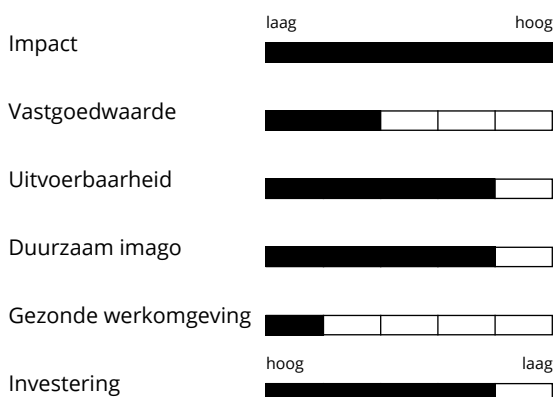 laag hoog
Impact
Vastgoedwaarde
Uitvoerbaarheid
Duurzaam imago
Gezonde werkomgeving
hoog laag
Investering